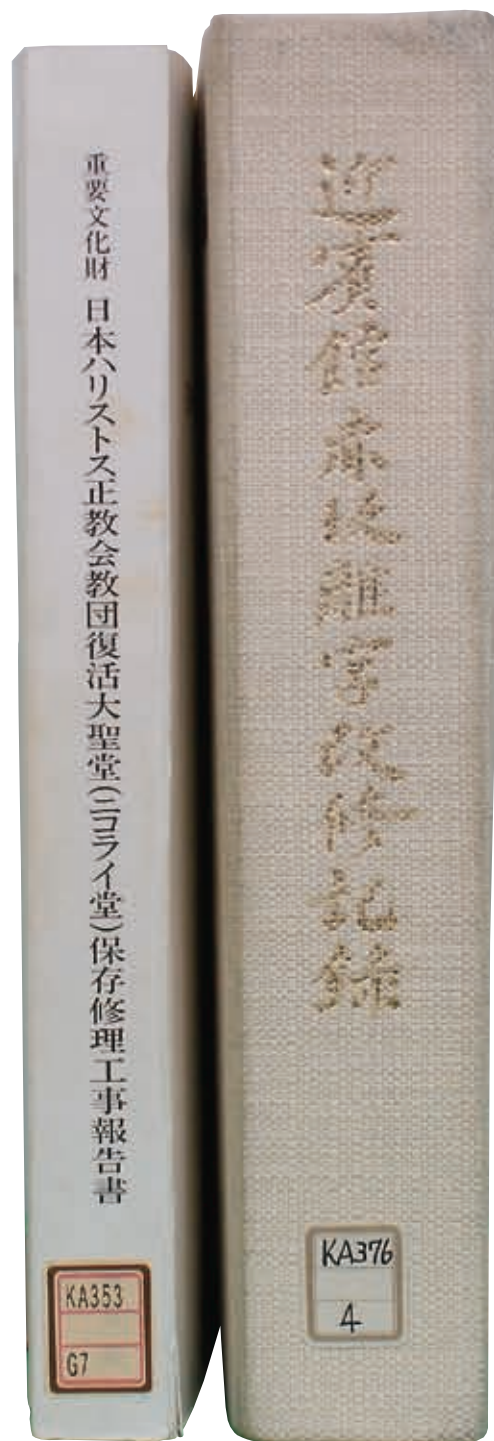 重要文化財 日本ハリストス正教会教団復活大聖堂(ニコライ堂)保存修理工事報告書
KA353
G7
迎賓館 赤坂離宮改修記録
KA376
4